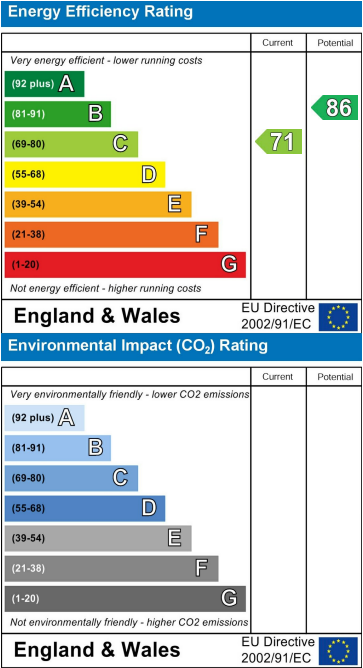 Energy Efficiency Rating
Current Potential
Very energy efficient - lower running costs
(92 plus) A
(81-91) B
86
(69-80) C
71
(55-68) D
(39-54) E
(21-38) F
(1-20) G
Not energy efficient - higher running costs
England & Wales
EU Directive
2002/91/EC
Environmental Impact (CO₂) Rating
Current Potential
Very environmentally friendly - lower CO2 emissions
(92 plus) A
(81-91) B
(69-80) C
(55-68) D
(39-54) E
(21-38) F
(1-20) G
Not environmentally friendly - higher CO2 emissions
England & Wales
EU Directive
2002/91/EC